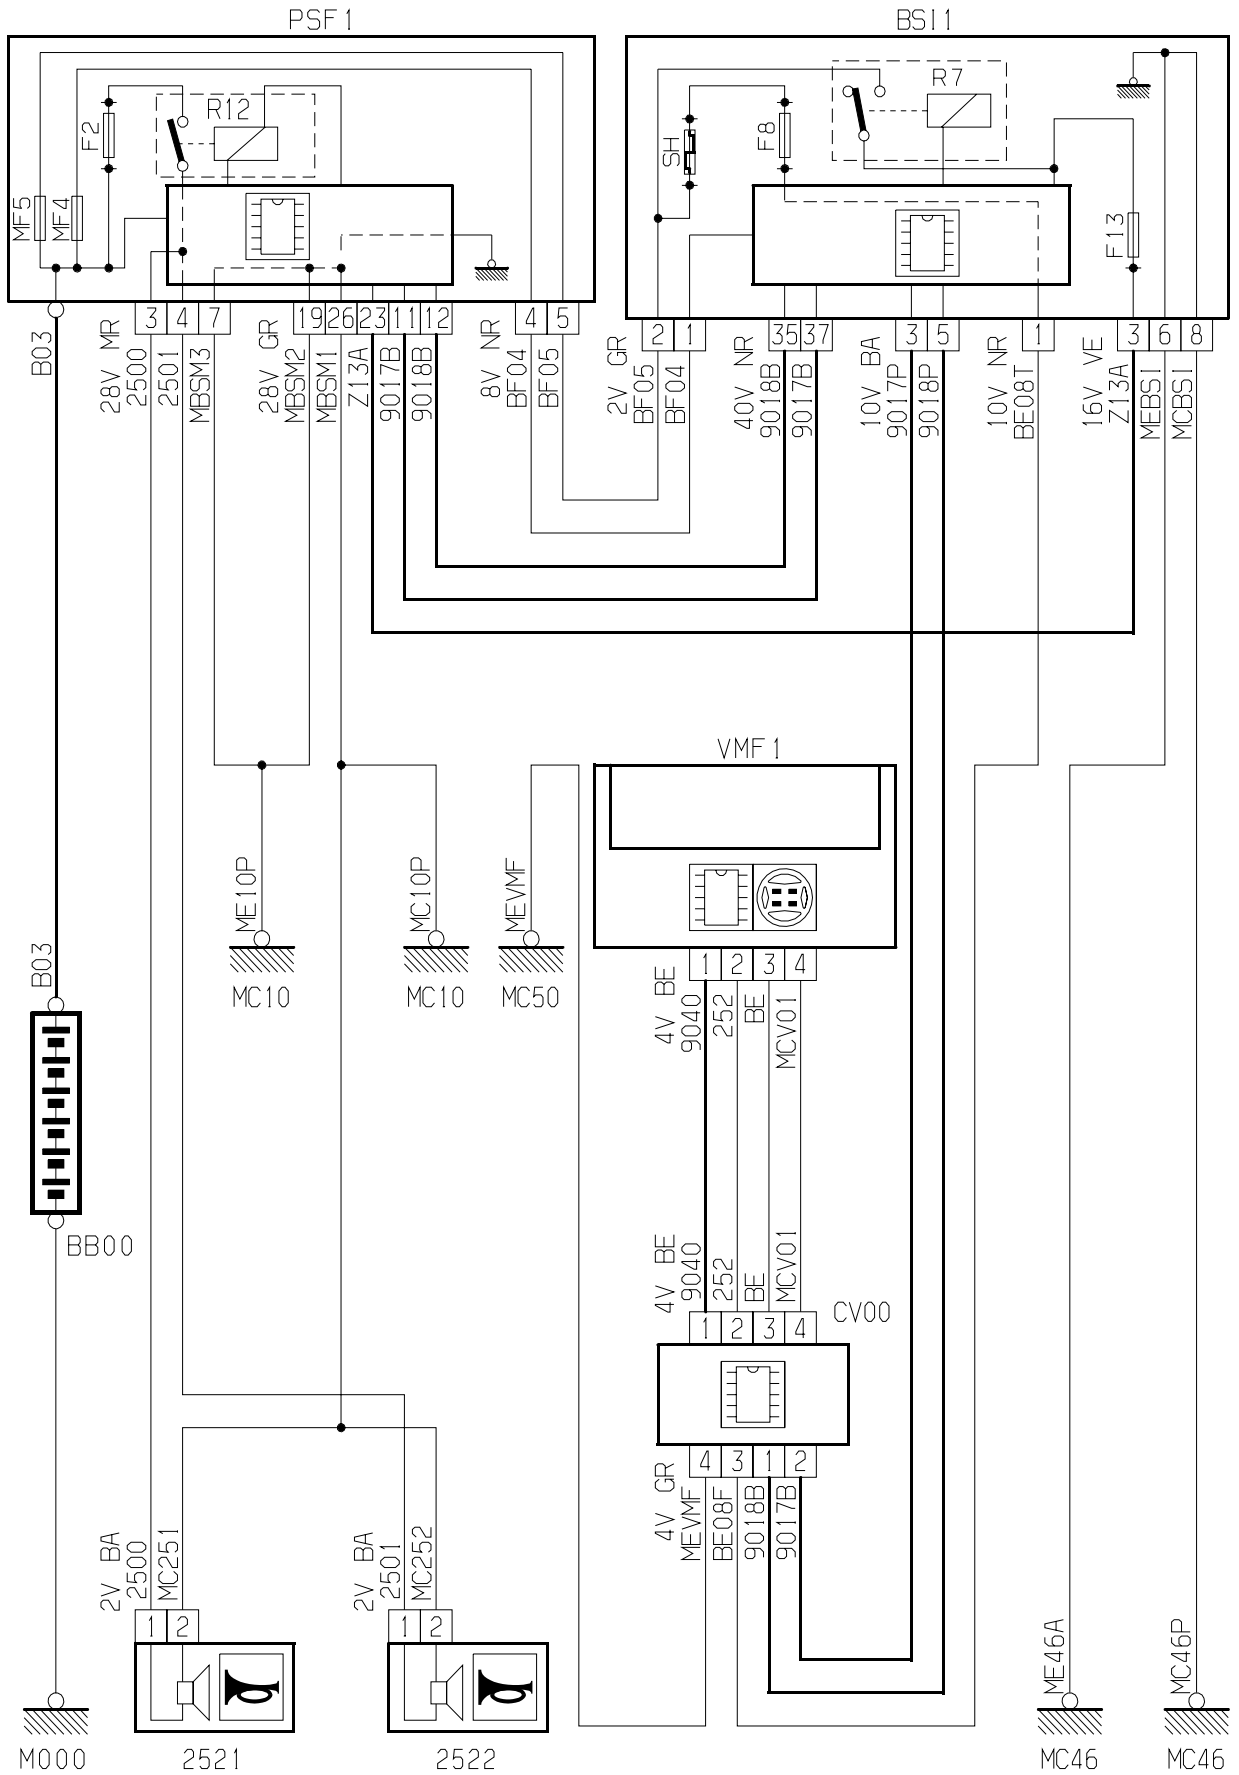 PSF1
BSI1
R12
R7
F2
SH
F8
MF5
MF4
F13
3 4 7
19 26 23 11 12
4 5
2 1
35 37
3 5
1
3 6 8
B03
28V MR
2500
2501
MBSM3
28V GR
MBSM2
MBSM1
Z13A
9017B
9018B
8V NR
BF04
BF05
2V GR
BF05
BF04
40V NR
9018B
9017B
10V BA
9017P
9018P
10V NR
BE08T
16V VE
Z13A
MEBSI
MCBSI
VMF1
ME10P
MC10P
MEVMF
B03
MC10
MC10
MC50
1 2 3 4
4V BE
9040
252
BE
MCV01
BB00
4V BE
9040
252
BE
MCV01
CV00
1 2 3 4
4 3 1 2
4V GR
MEVMF
BE08F
9018B
9017B
2V BA
2500
MC251
2V BA
2501
MC252
1 2
1 2
ME46A
MC46P
M000
2521
2522
MC46
MC46